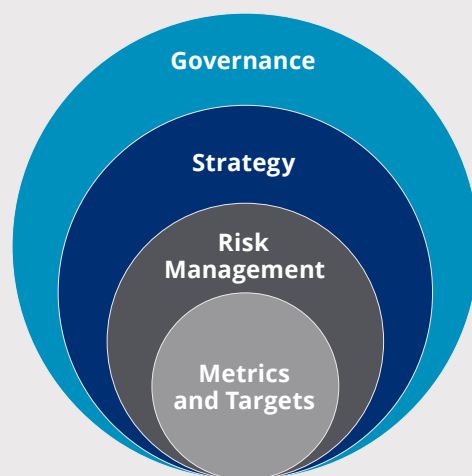 Governance
Strategy
Risk
Management
Metrics
and Targets